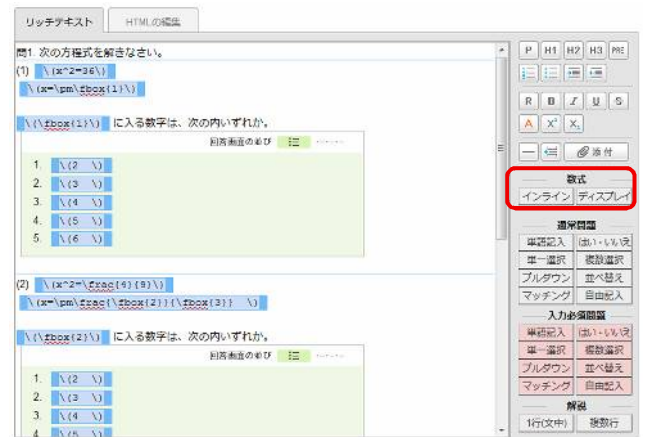 リッチテキスト HTMLの編集
問1. 次の方程式を解きなさい。
(1) \(x^2=36\)
\(x=\pm\fbox{1}\)
\(\fbox{1}\) に入る数字は、次の内いずれか。
回答画面の並び
1. \(2 \)
2. \(3 \)
3. \(4 \)
4. \(5 \)
5. \(6 \)
(2) \(x^2=\frac{4}{9}\)
\(x=\pm\frac{\fbox{2}}{\fbox{3}} \)
\(\fbox{2}\) に入る数字は、次の内いずれか。
回答画面の並び
1. \(2 \)
2. \(3 \)
3. \(4 \)
4. \(5 \)
P H1 H2 H3 PRE
R B I U S
A X² X₂
添付
数式
インライン ディスプレイ
通常問題
単語記入 はい・いいえ
単一選択 複数選択
プルダウン 並べ替え
マッチング 自由記入
入力必須問題
単語記入 はい・いいえ
単一選択 複数選択
プルダウン 並べ替え
マッチング 自由記入
解説
1行(文中) 複数行